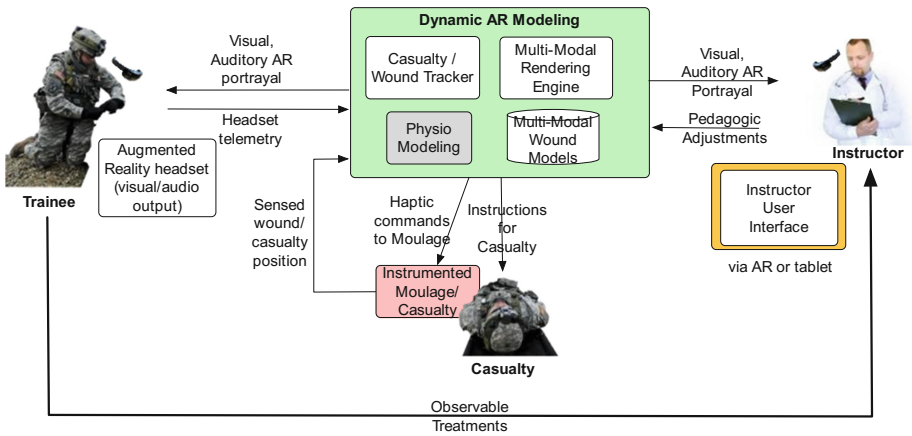 Dynamic AR Modeling
Casualty /
Wound Tracker
Multi-Modal
Rendering
Engine
Physio
Modeling
Multi-Modal
Wound
Models
Visual,
Auditory AR
portrayal
Headset
telemetry
Augmented
Reality headset
(visual/audio
output)
Trainee
Visual,
Auditory AR
Portrayal
Pedagogic
Adjustments
Instructor
Instructor
User
Interface
via AR or tablet
Sensed
wound/
casualty
position
Haptic
commands
to Moulage
Instructions
for
Casualty
Instrumented
Moulage/
Casualty
Casualty
Observable
Treatments